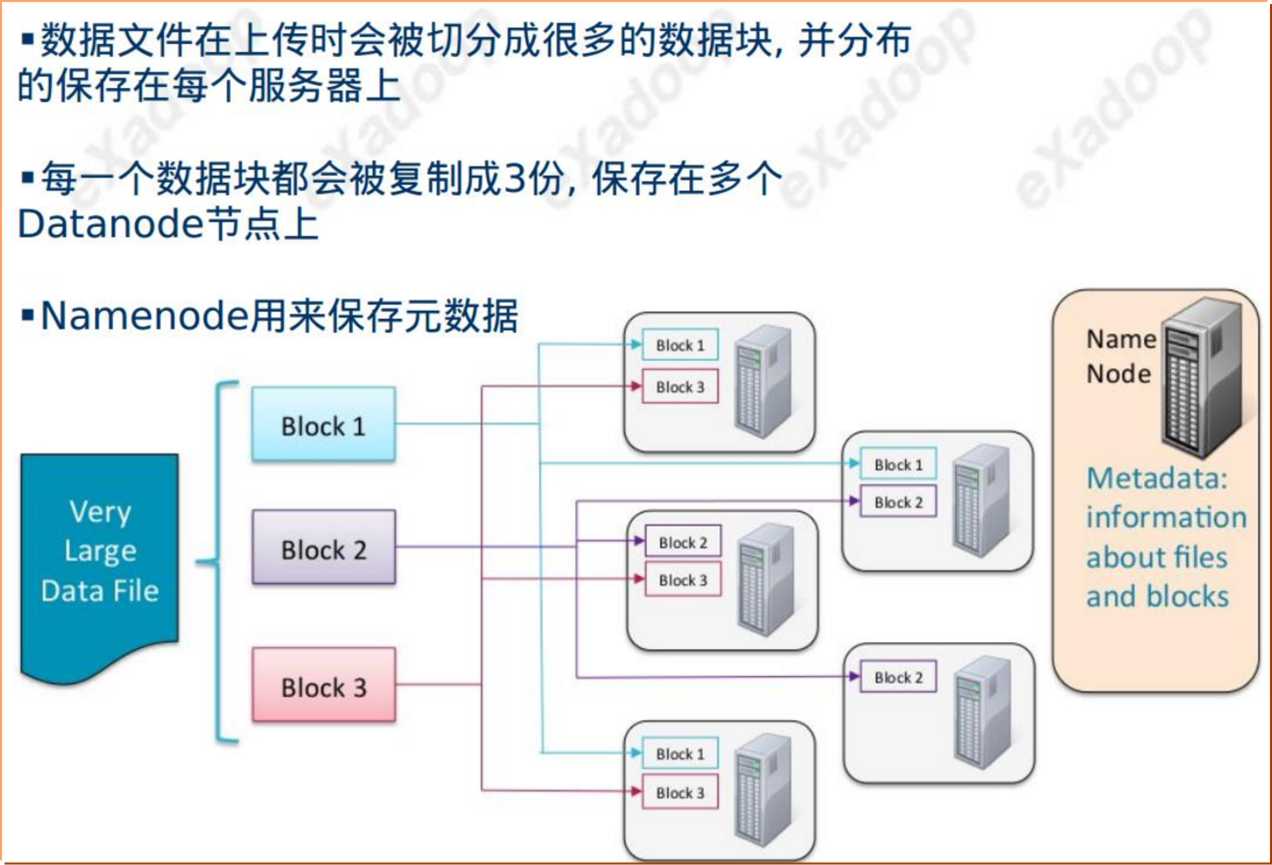 ▪数据文件在上传时会被切分成很多的数据块, 并分布
的保存在每个服务器上
▪每一个数据块都会被复制成3份, 保存在多个
Datanode节点上
▪Namenode用来保存元数据
Very
Large
Data File
Block 1
Block 2
Block 3
Block 1
Block 3
Block 1
Block 2
Block 2
Block 3
Block 2
Block 1
Block 3
Name
Node
Metadata:
information
about files
and blocks
eXadoop
eXadoop
eXadoop
eXadoop
eXadoop